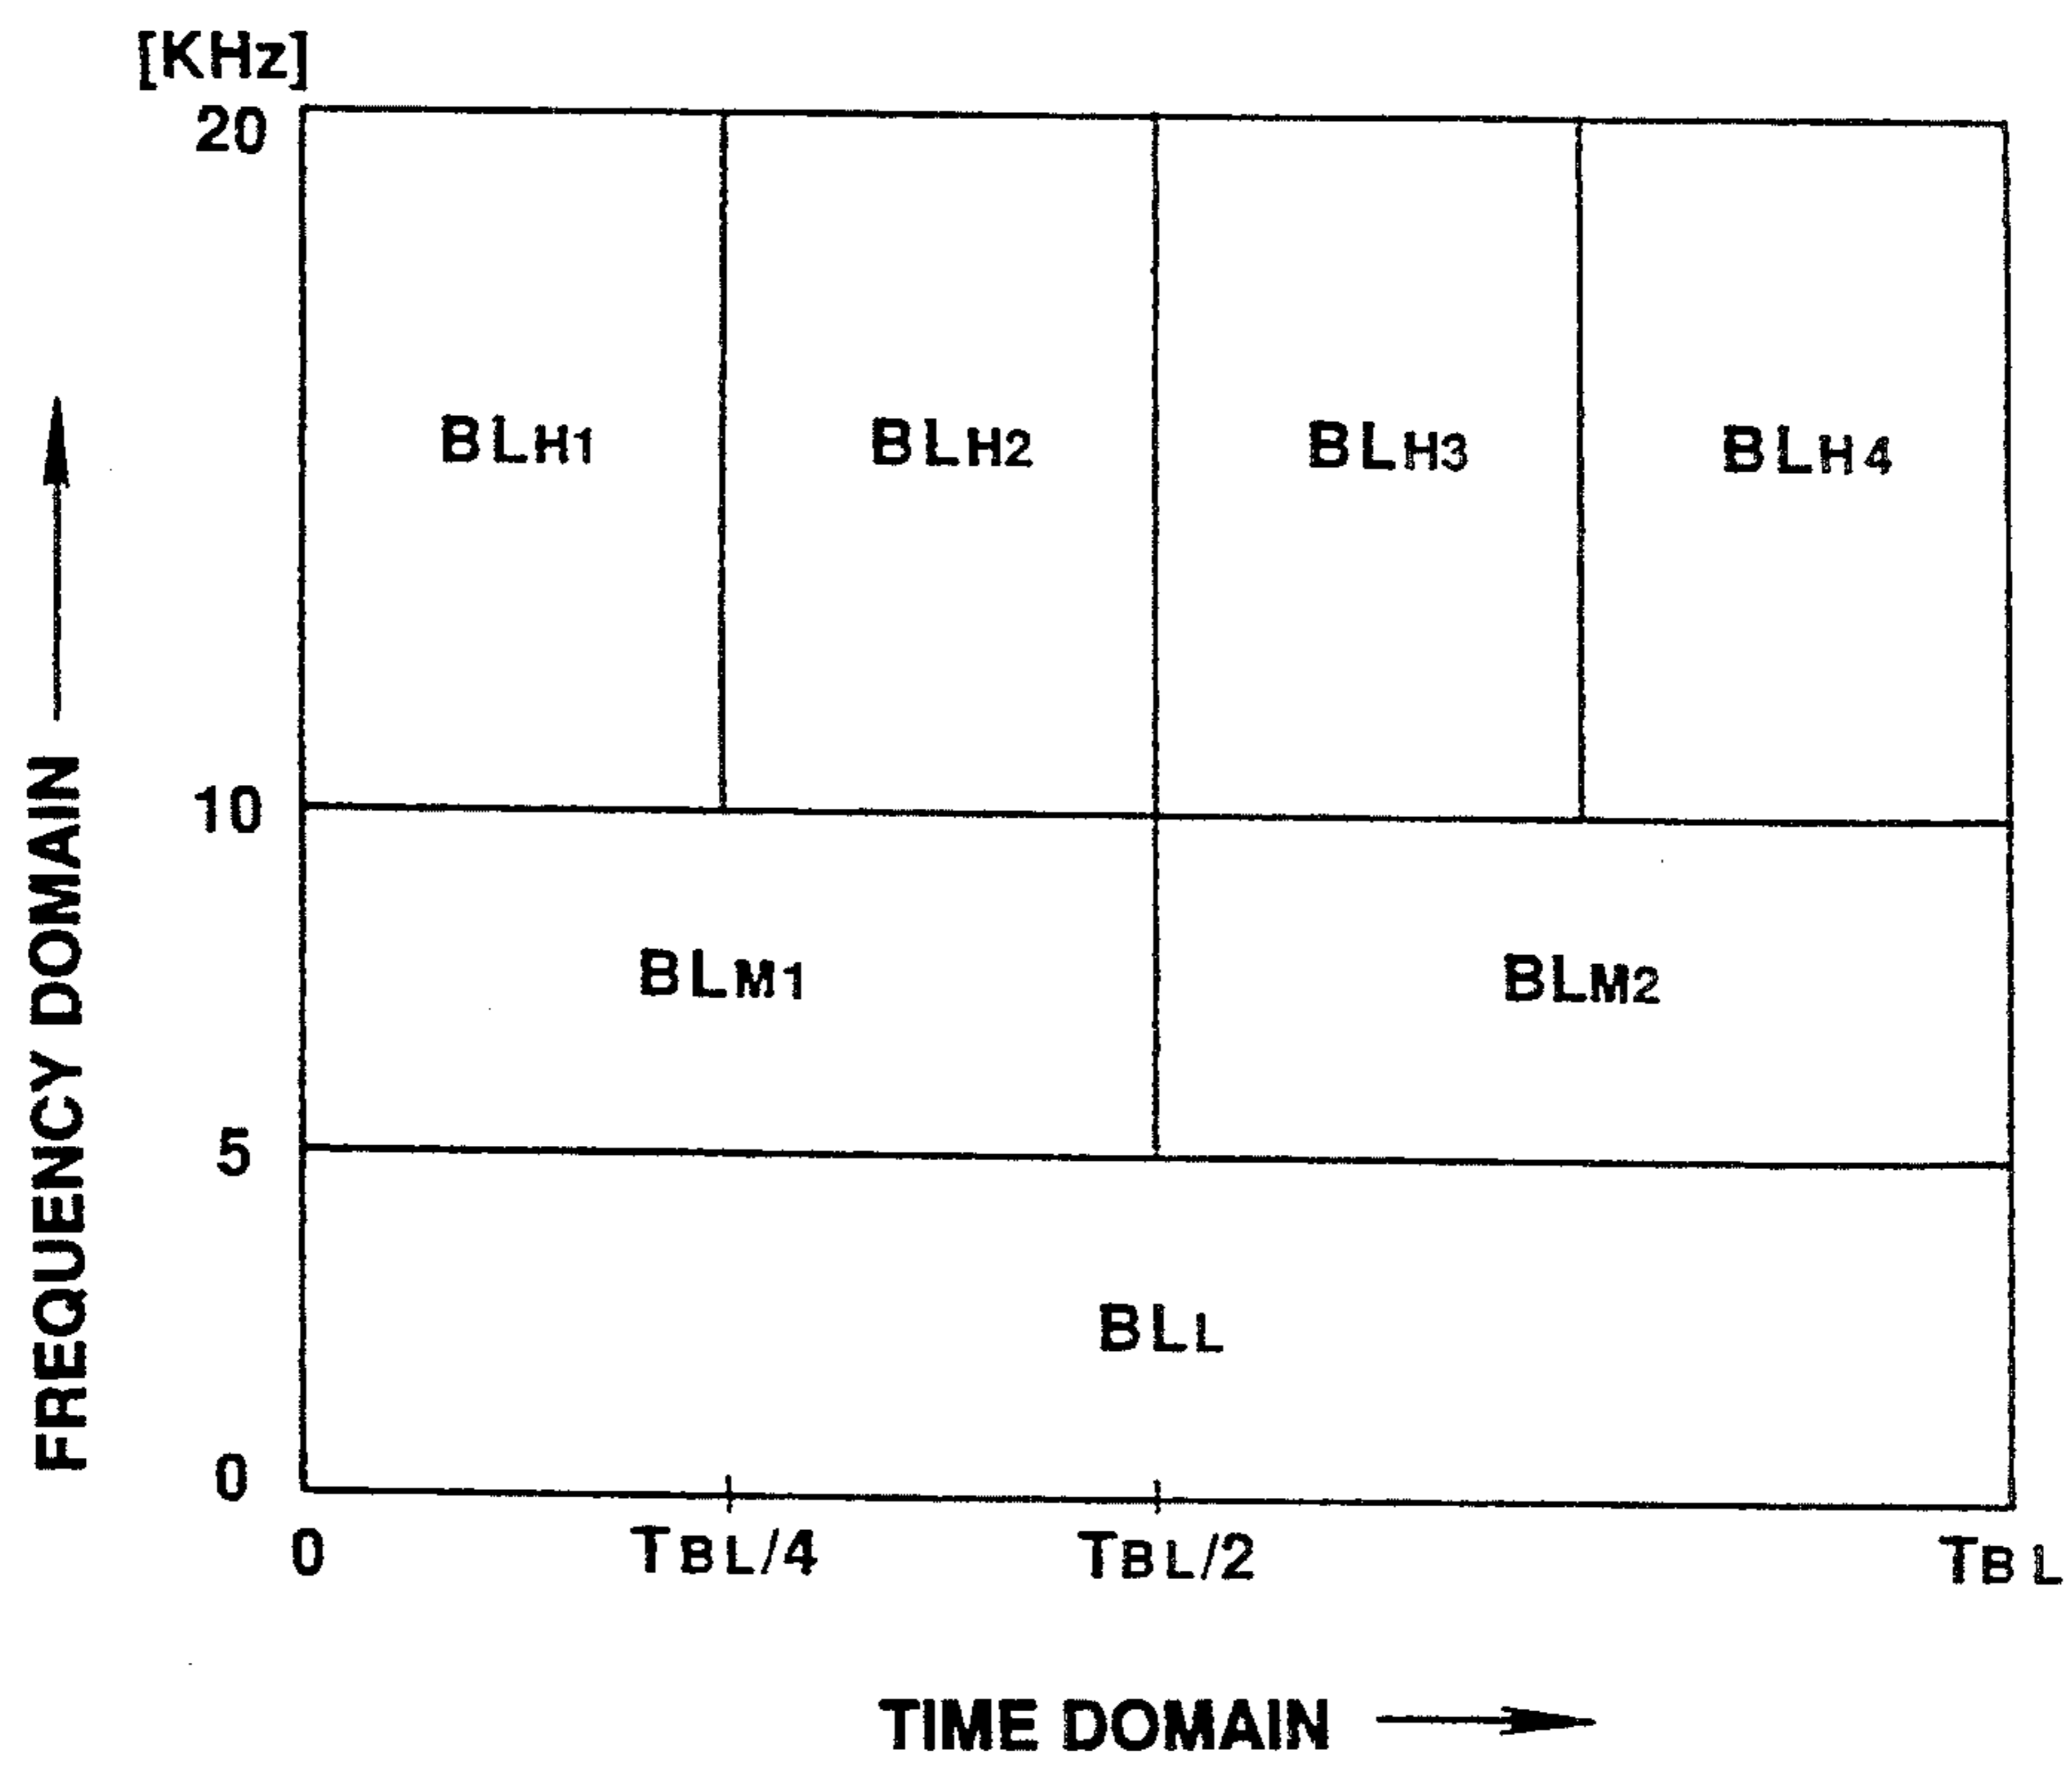 [KHz]
20
BLH1 BLH2 BLH3 BLH4
10
BLM1 BLM2
5
BLL
0
0 TBL/4 TBL/2 TBL
FREQUENCY DOMAIN
TIME DOMAIN